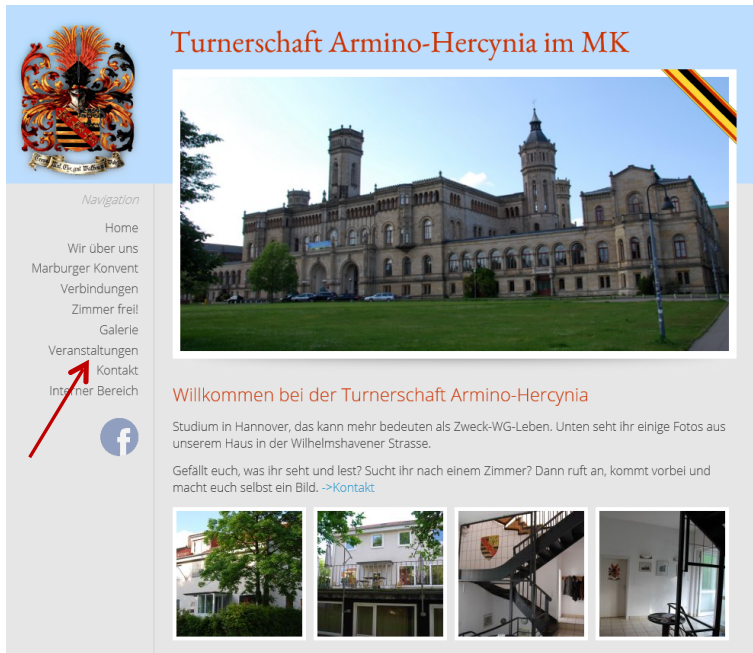 Turnerschaft Armino-Hercynia im MK
Navigation
Home
Wir über uns
Marburger Konvent
Verbindungen
Zimmer frei!
Galerie
Veranstaltungen
Kontakt
Interner Bereich
f
Willkommen bei der Turnerschaft Armino-Hercynia
Studium in Hannover, das kann mehr bedeuten als Zweck-WG-Leben. Unten seht ihr einige Fotos aus
unserem Haus in der Wilhelmshavener Strasse.
Gefällt euch, was ihr seht und lest? Sucht ihr nach einem Zimmer? Dann ruft an, kommt vorbei und
macht euch selbst ein Bild. ->Kontakt